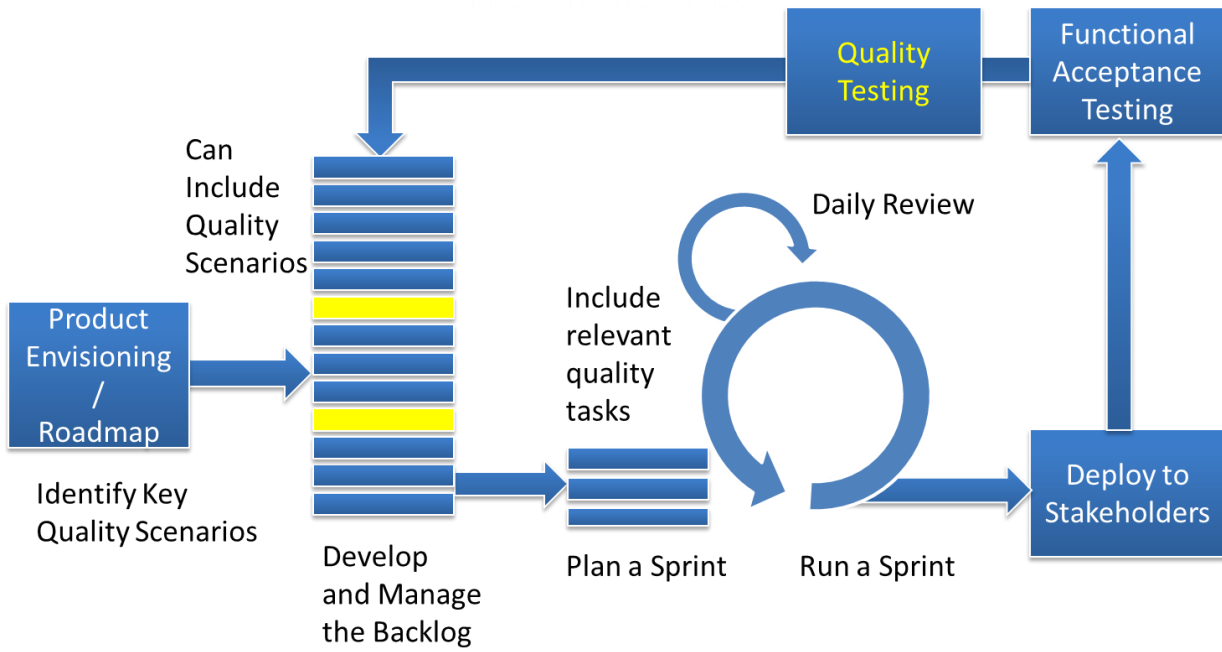 Quality
Testing
Functional
Acceptance
Testing
Can
Include
Quality
Scenarios
Daily Review
Product
Envisioning
/
Roadmap
Include
relevant
quality
tasks
Identify Key
Quality Scenarios
Deploy to
Stakeholders
Develop
and Manage
the Backlog
Plan a Sprint
Run a Sprint